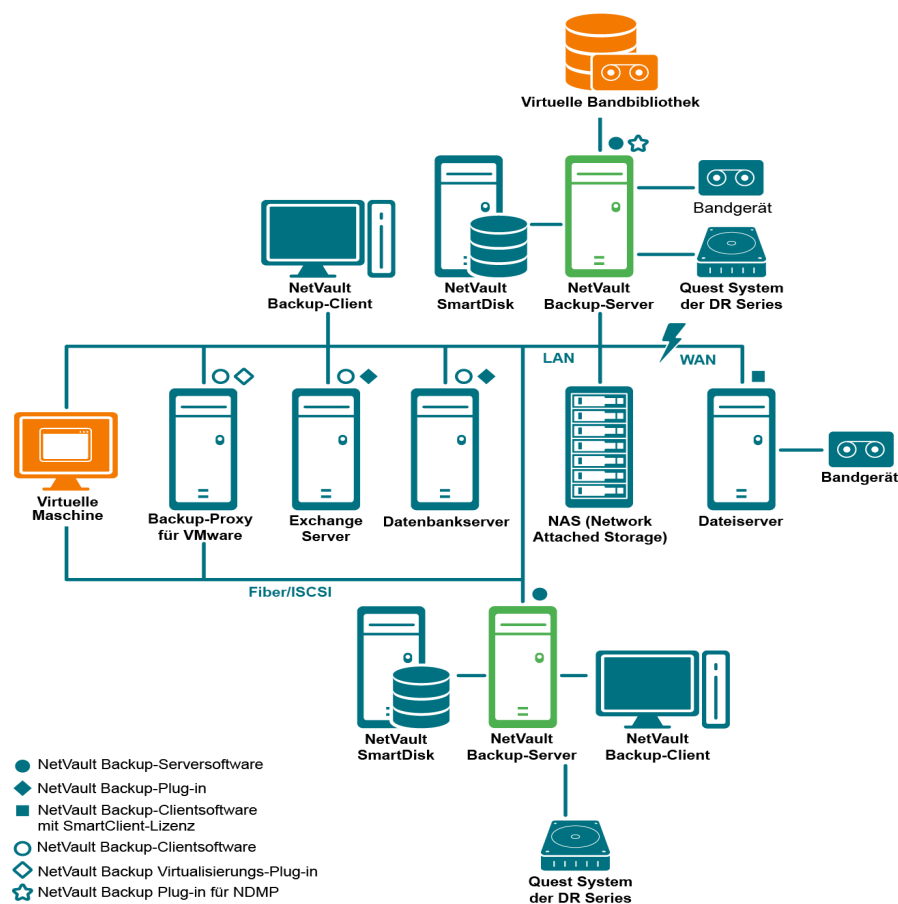 Virtuelle Bandbibliothek
Bandgerät
NetVault
Backup-Client
NetVault
SmartDisk
NetVault
Backup-Server
Quest System
der DR Series
LAN
WAN
Virtuelle
Maschine
Backup-Proxy
für VMware
Exchange
Server
Datenbankserver
NAS (Network
Attached Storage)
Dateiserver
Bandgerät
Fiber/ISCSI
NetVault
SmartDisk
NetVault
Backup-Server
NetVault
Backup-Client
NetVault Backup-Serversoftware
NetVault Backup-Plug-in
NetVault Backup-Clientsoftware
mit SmartClient-Lizenz
NetVault Backup-Clientsoftware
NetVault Backup Virtualisierungs-Plug-in
NetVault Backup Plug-in für NDMP
Quest System
der DR Series